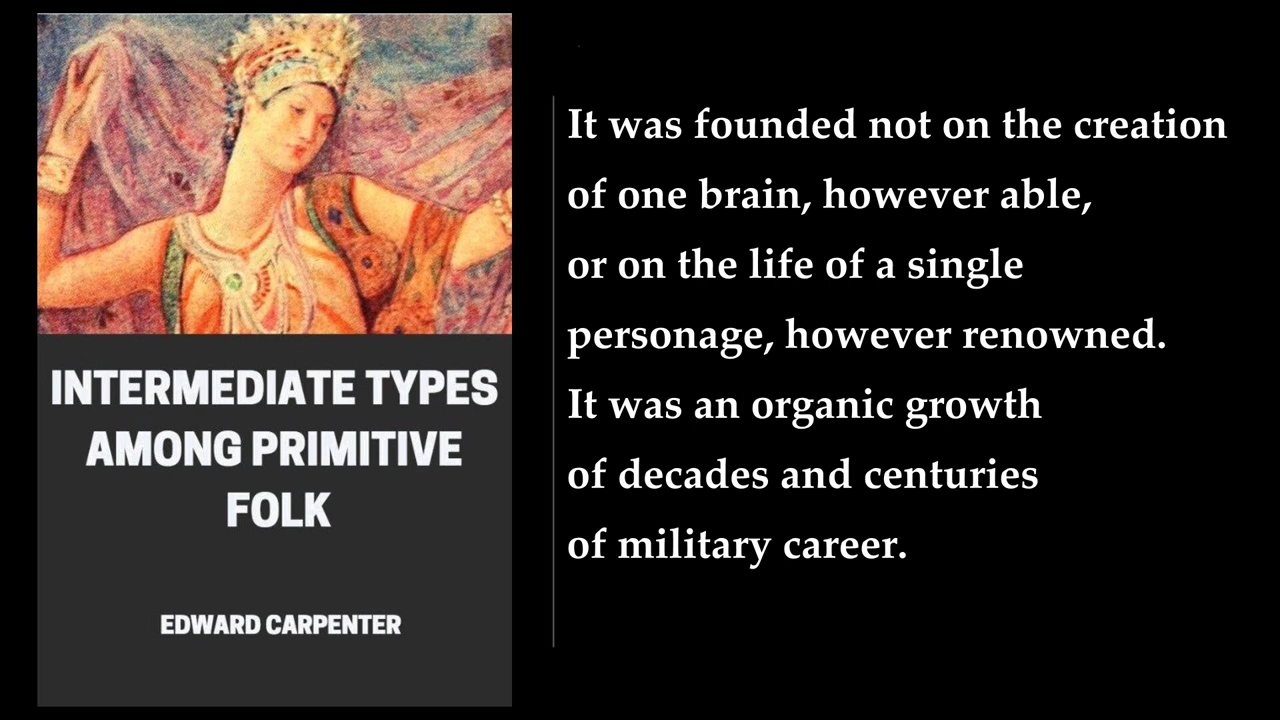 INTERMEDIATE TYPES
AMONG PRIMITIVE
FOLK
EDWARD CARPENTER
It was founded not on the creation
of one brain, however able,
or on the life of a single
personage, however renowned.
It was an organic growth
of decades and centuries
of military career.